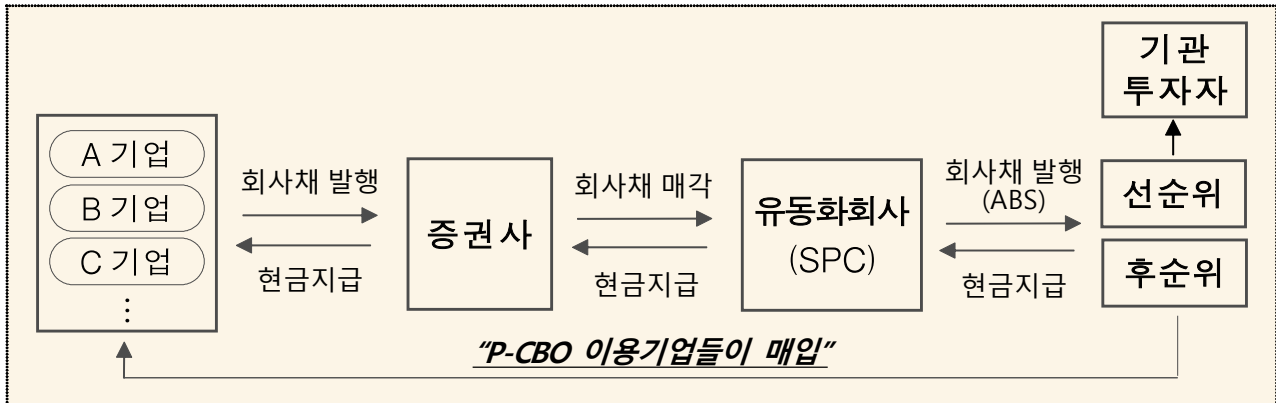 A 기업
B 기업
C 기업
⋮
회사채 발행
현금지급
증권사
회사채 매각
현금지급
유동화회사
(SPC)
회사채 발행
(ABS)
현금지급
기관
투자자
선순위
후순위
“P-CBO 이용기업들이 매입”